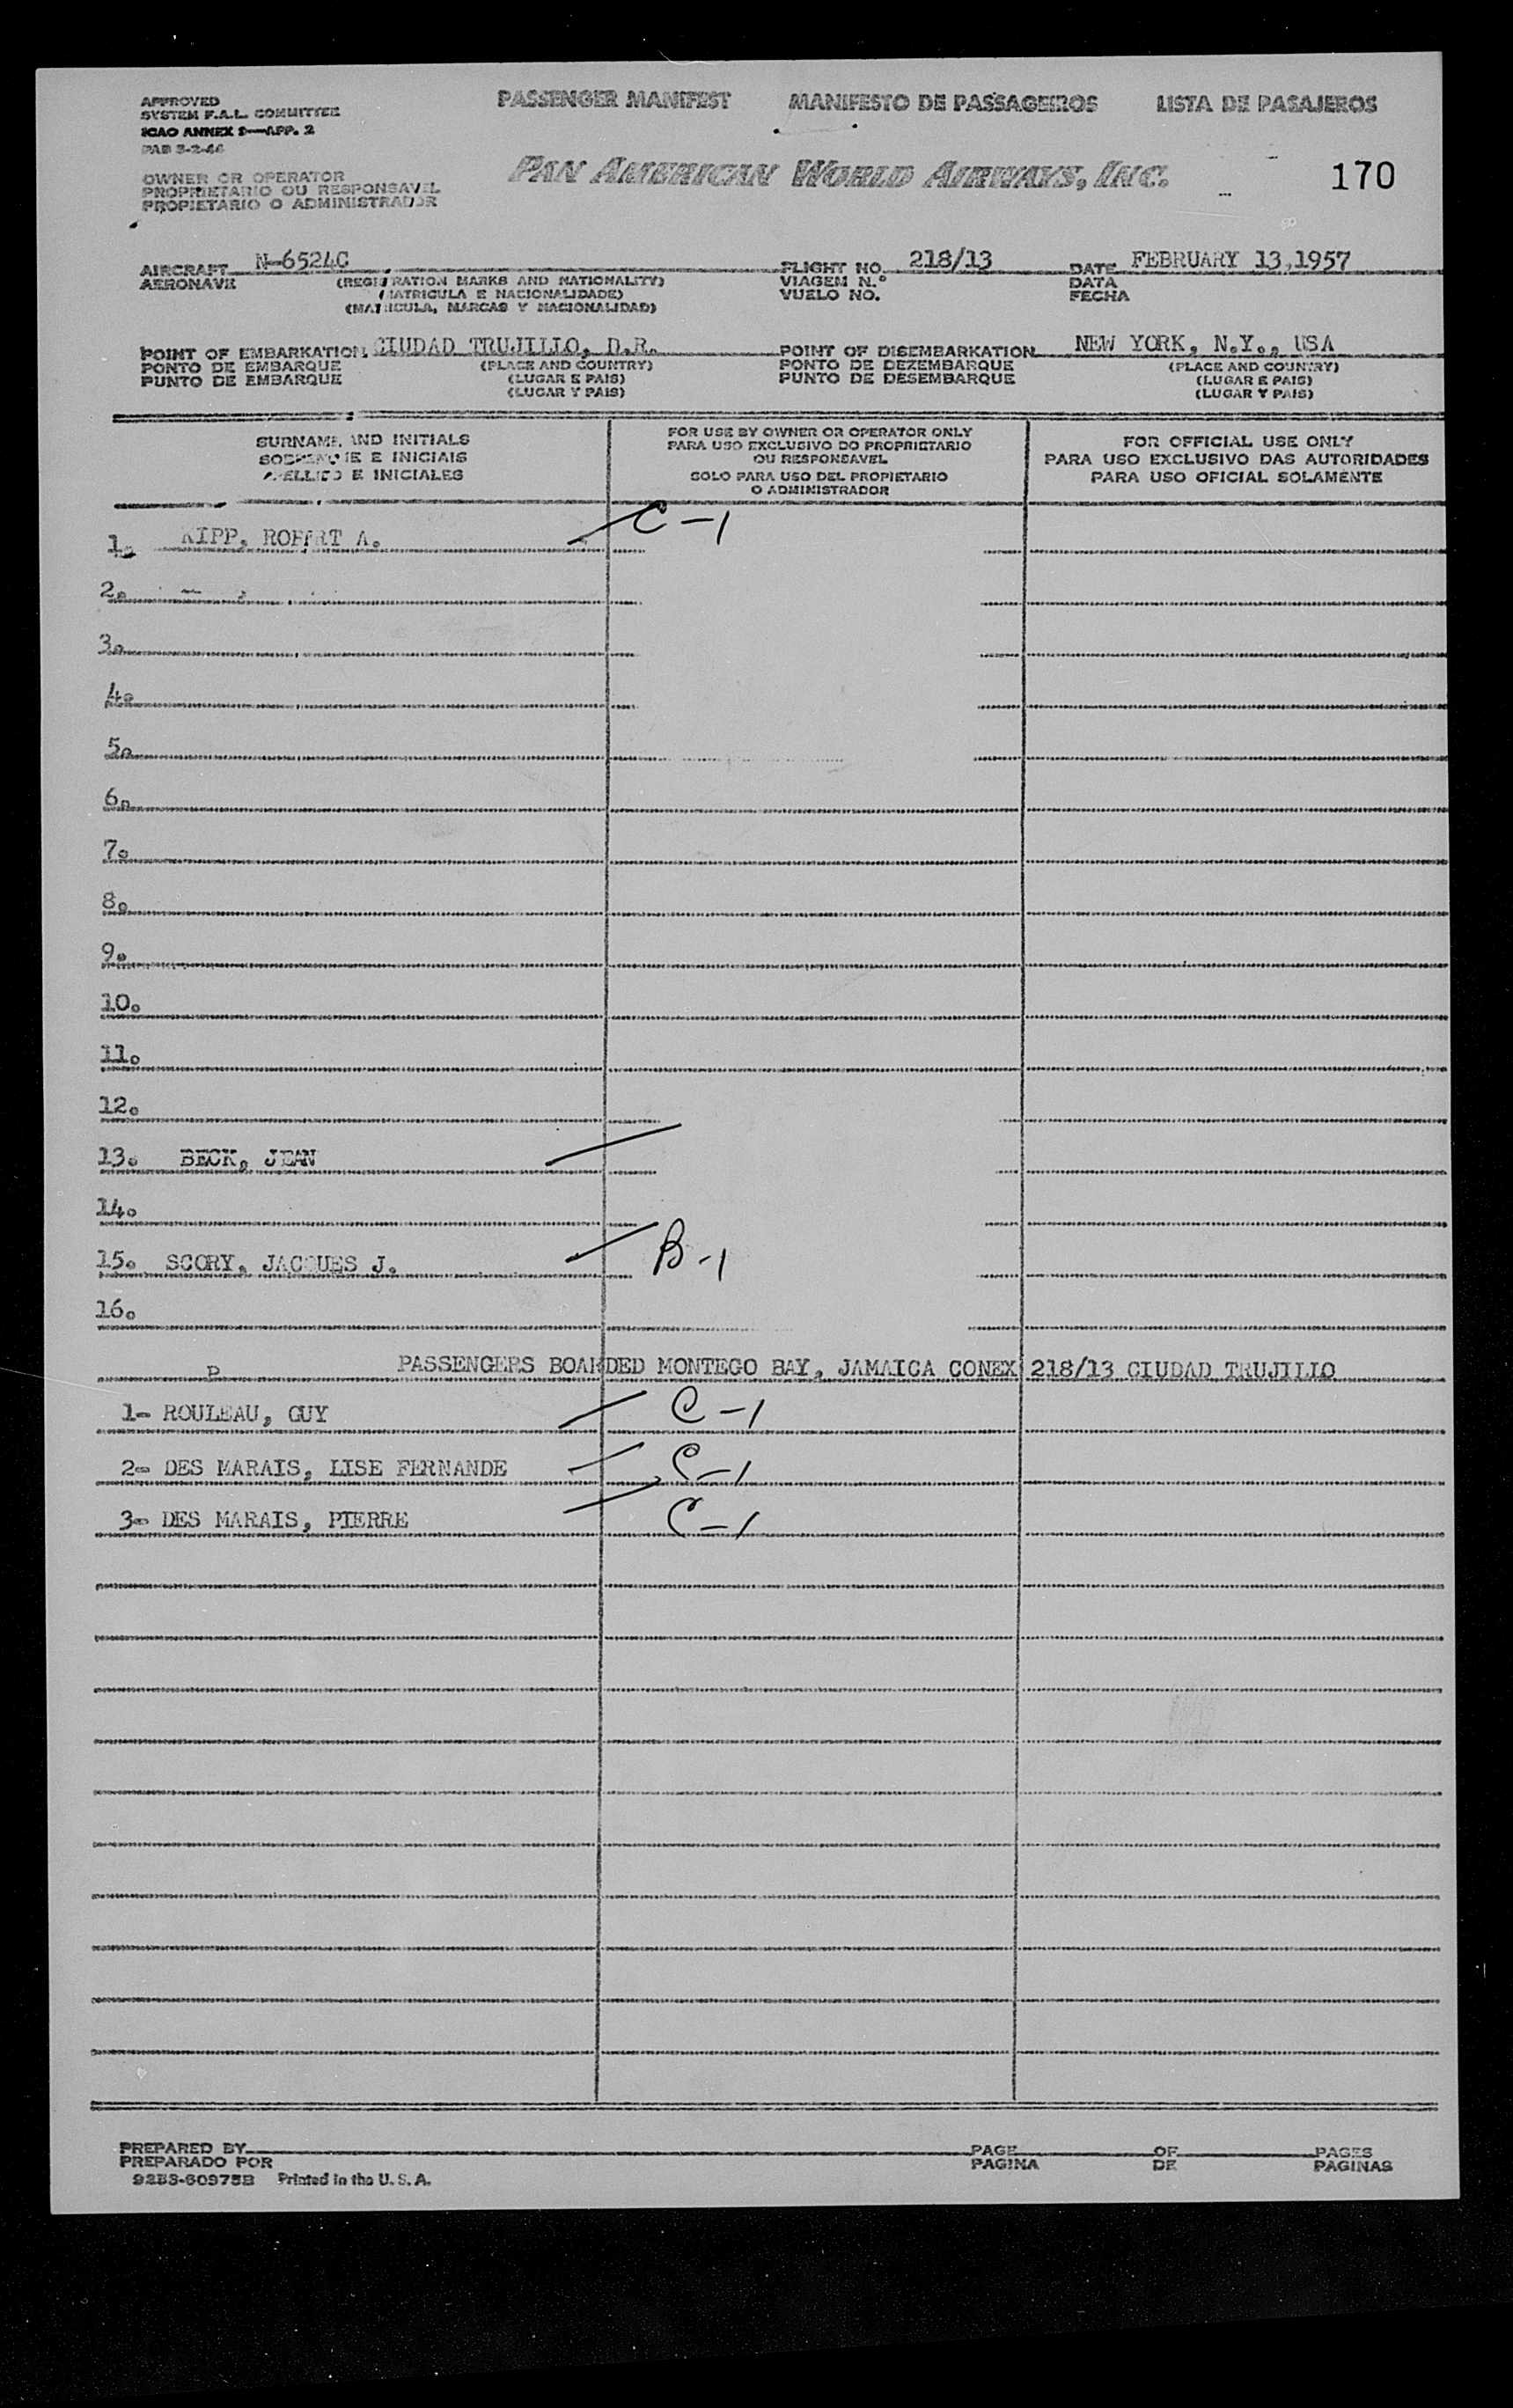 APPROVED
SYSTEM F.A.L. COMMITTEE
ICAO ANNEX 9—APP. 2
PAB 3-2-44
PASSENGER MANIFEST MANIFESTO DE PASSAGEIROS LISTA DE PASAJEROS
OWNER OR OPERATOR
PROPRIETARIO OU RESPONSAVEL
PROPIETARIO O ADMINISTRADOR
PAN AMERICAN WORLD AIRWAYS, INC.
170
AIRCRAFT N-6524C FLIGHT NO. 218/13 DATE FEBRUARY 13,1957
AERONAVE (REGISTRATION MARKS AND NATIONALITY) VIAGEM N.° DATA
(MATRICULA E NACIONALIDADE) VUELO NO. FECHA
(MATRICULA, MARCAS Y NACIONALIDAD)
POINT OF EMBARKATION CIUDAD TRUJILLO, D.R. POINT OF DISEMBARKATION NEW YORK, N.Y., USA
PONTO DE EMBARQUE (PLACE AND COUNTRY) PONTO DE DEZEMBARQUE (PLACE AND COUNTRY)
PUNTO DE EMBARQUE (LUGAR E PAIS) PUNTO DE DESEMBARQUE (LUGAR E PAIS)
(LUGAR Y PAIS) (LUGAR Y PAIS)
SURNAME AND INITIALS
SOBRENOME E INICIAIS
APELLIDO E INICIALES
FOR USE BY OWNER OR OPERATOR ONLY
PARA USO EXCLUSIVO DO PROPRIETARIO
OU RESPONSAVEL
SOLO PARA USO DEL PROPIETARIO
O ADMINISTRADOR
FOR OFFICIAL USE ONLY
PARA USO EXCLUSIVO DAS AUTORIDADES
PARA USO OFICIAL SOLAMENTE
1. KIPP, ROBERT A. C-1
2.
3.
4.
5.
6.
7.
8.
9.
10.
11.
12.
13. BECK, JEAN
14.
15. SCORY, JACQUES J. B-1
16.
P PASSENGERS BOARDED MONTEGO BAY, JAMAICA CONEX 218/13 CIUDAD TRUJILLO
1- ROULEAU, GUY C-1
2- DES MARAIS, LISE FERNANDE C-1
3- DES MARAIS, PIERRE C-1
PREPARED BY PAGE OF PAGES
PREPARADO POR PAGINA DE PAGINAS
92B3-60975B Printed in the U. S. A.